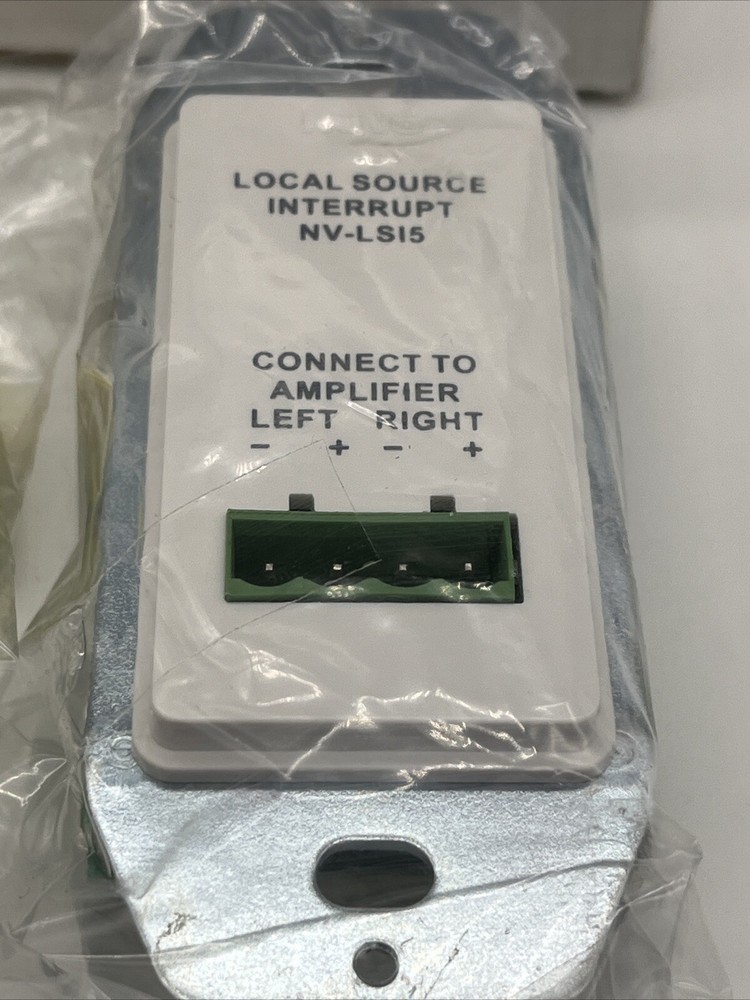 LOCAL SOURCE
INTERRUPT
NV-LSI5
CONNECT TO
AMPLIFIER
LEFT RIGHT
- + - +